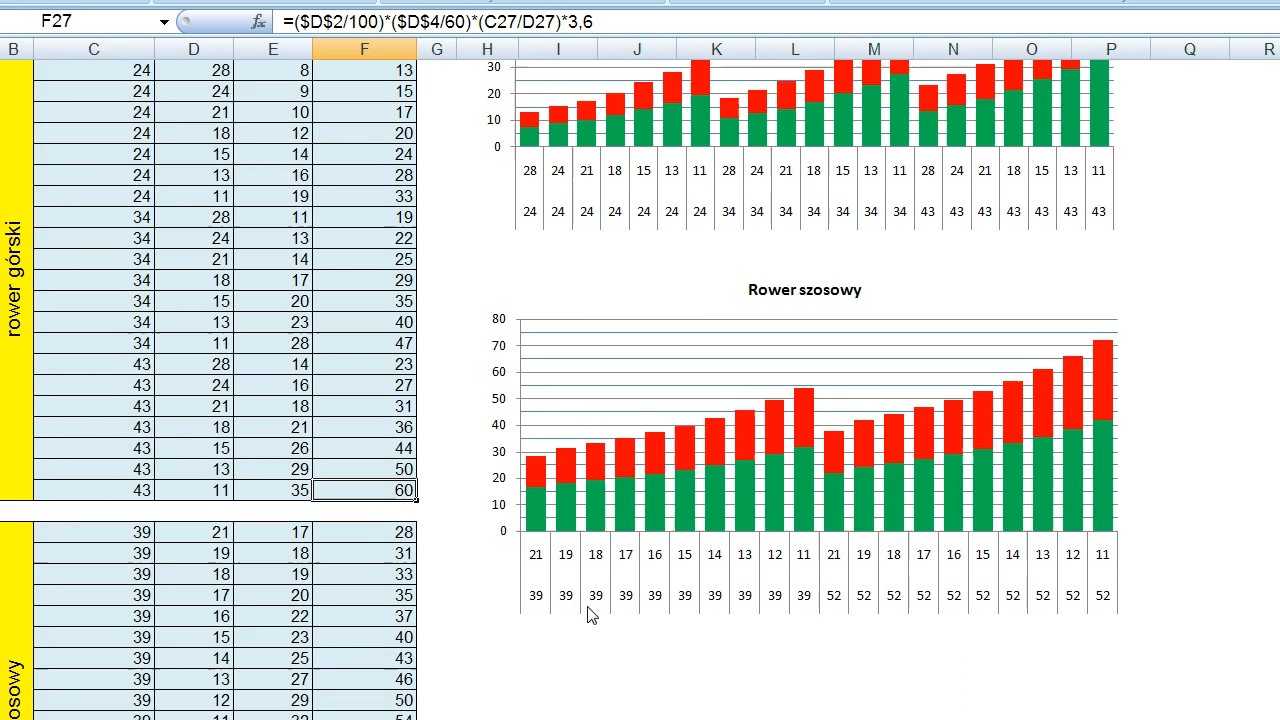 F27 =($D$2/100)*($D$4/60)*(C27/D27)*3,6
B C D E F G H I J K L M N O P Q R
24 28 8 13
24 24 9 15
24 21 10 17
24 18 12 20
24 15 14 24
24 13 16 28
24 11 19 33
34 28 11 19
34 24 13 22
34 21 14 25
34 18 17 29
34 15 20 35
34 13 23 40
34 11 28 47
43 28 14 23
43 24 16 27
43 21 18 31
43 18 21 36
43 15 26 44
43 13 29 50
43 11 35 60
rower górski
39 21 17 28
39 19 18 31
39 18 19 33
39 17 20 35
39 16 22 37
39 15 23 40
39 14 25 43
39 13 27 46
39 12 29 50
39 11 32 54
osowy
30
20
10
0
28 24 21 18 15 13 11 28 24 21 18 15 13 11 28 24 21 18 15 13 11
24 24 24 24 24 24 24 34 34 34 34 34 34 34 43 43 43 43 43 43 43
Rower szosowy
80
70
60
50
40
30
20
10
0
21 19 18 17 16 15 14 13 12 11 21 19 18 17 16 15 14 13 12 11
39 39 39 39 39 39 39 39 39 39 52 52 52 52 52 52 52 52 52 52